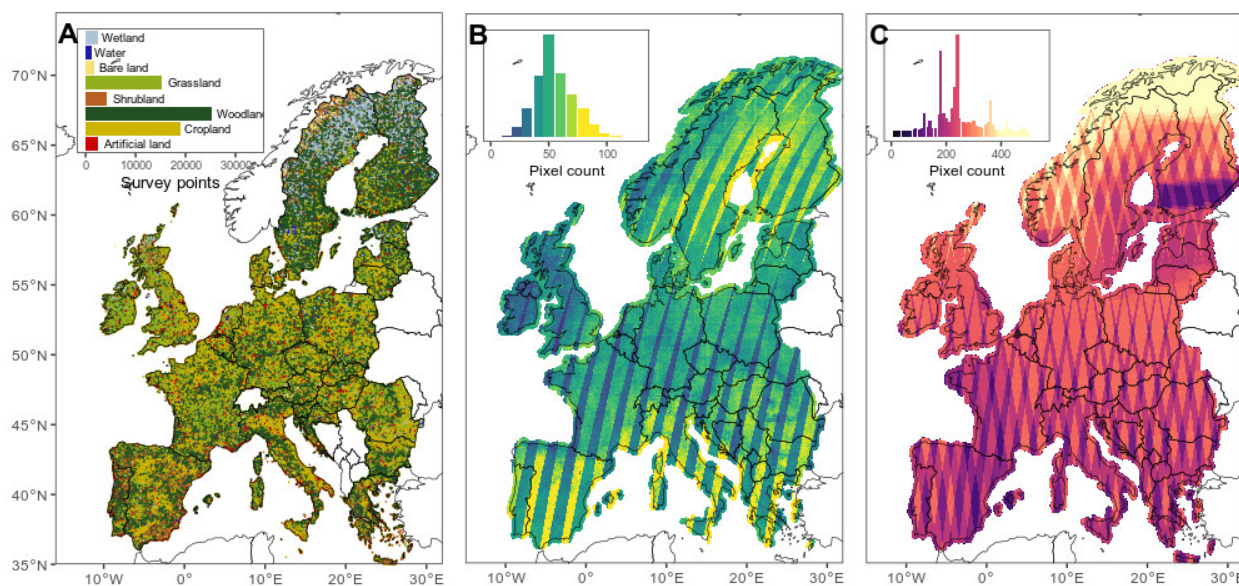 A
Wetland
Water
Bare land
Grassland
Shrubland
Woodland
Cropland
Artificial land
0 10000 20000 30000
Survey points
B
0 50 100
Pixel count
C
0 200 400
Pixel count
70°N
65°N
60°N
55°N
50°N
45°N
40°N
35°N
10°W 0° 10°E 20°E 30°E
10°W 0° 10°E 20°E 30°E
10°W 0° 10°E 20°E 30°E